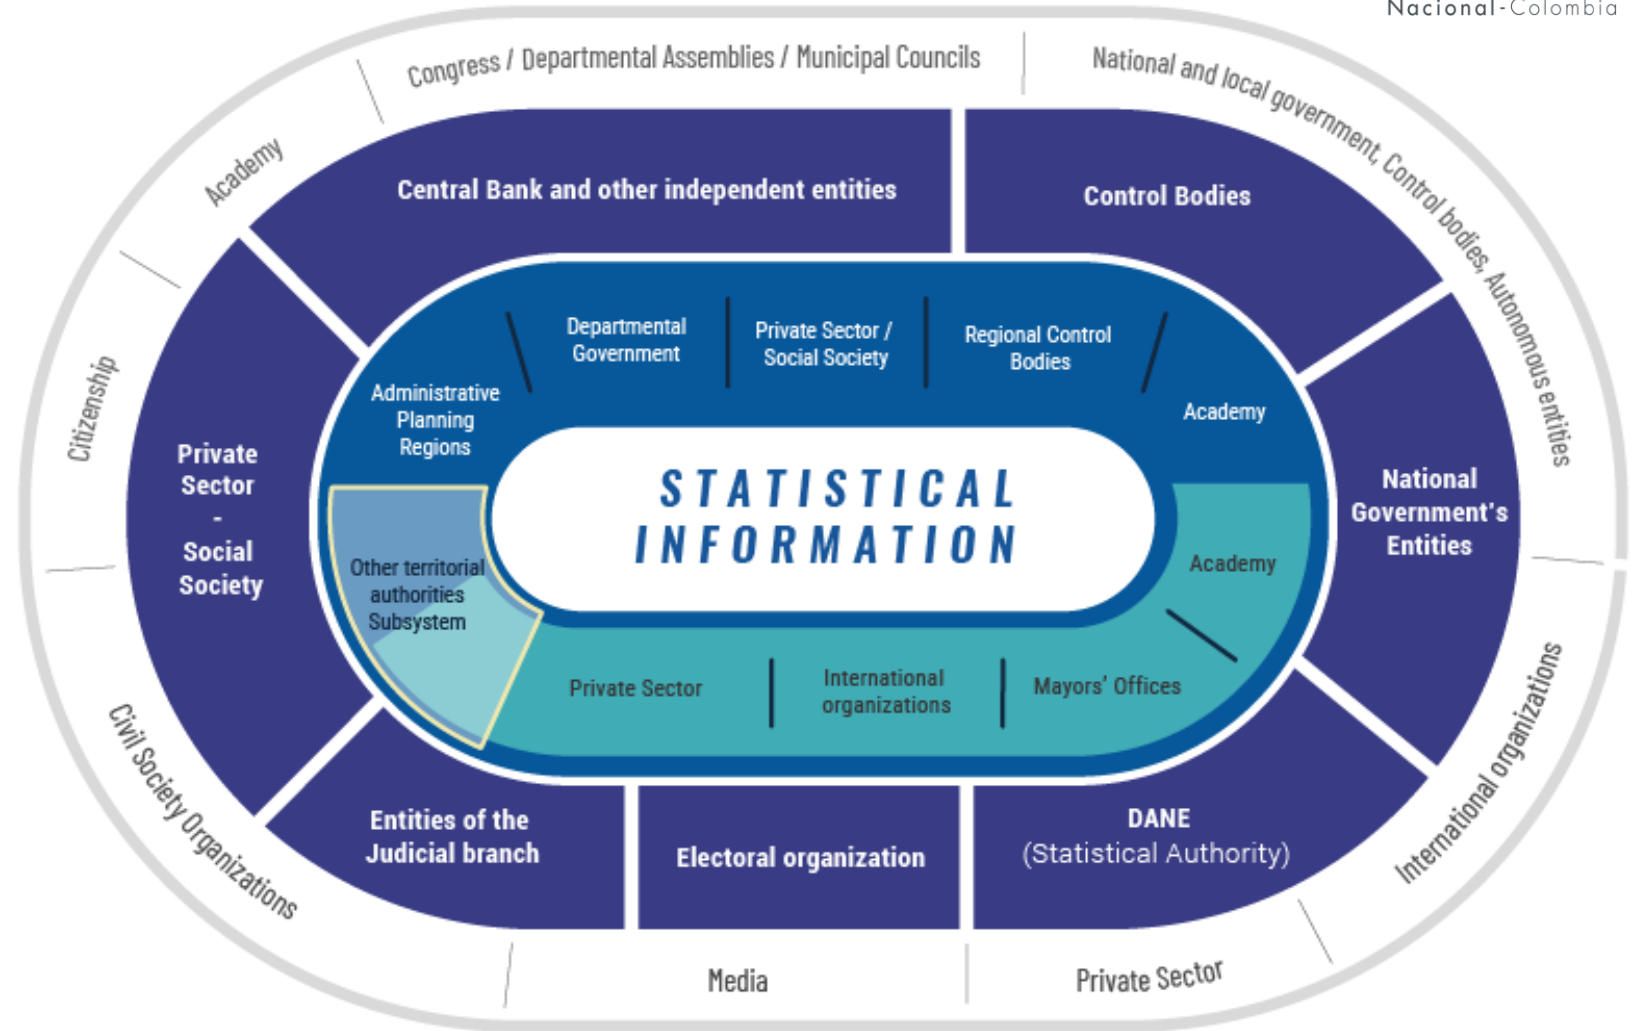 Nacional-Colombia
Congress / Departmental Assemblies / Municipal Councils
National and local government, Control bodies, Autonomous entities
Academy
Citizenship
Civil Society Organizations
Media
Private Sector
International organizations
Central Bank and other independent entities
Control Bodies
Private
Sector
-
Social
Society
National
Government's
Entities
Entities of the
Judicial branch
Electoral organization
DANE
(Statistical Authority)
Administrative
Planning
Regions
Departmental
Government
Private Sector /
Social Society
Regional Control
Bodies
Academy
STATISTICAL
INFORMATION
Other territorial
authorities
Subsystem
Private Sector
International
organizations
Mayors' Offices
Academy